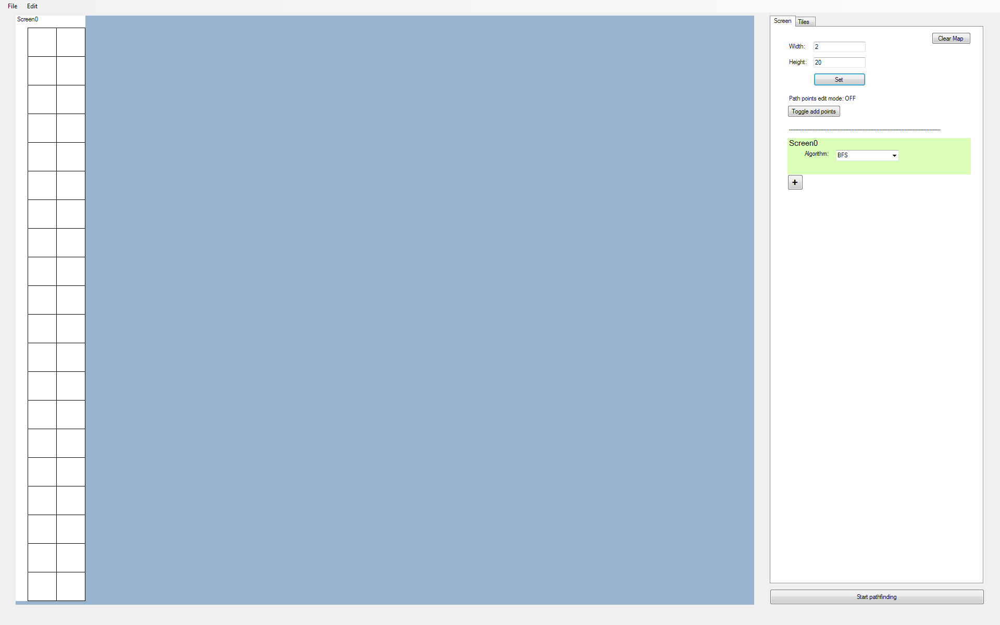 File Edit
Screen0
Screen Tiles
Clear Map
Width: 2
Height: 20
Set
Path points edit mode: OFF
Toggle add points
----------------------------------------------------------------------------------------------------
Screen0
Algorithm: BFS
+
Start pathfinding